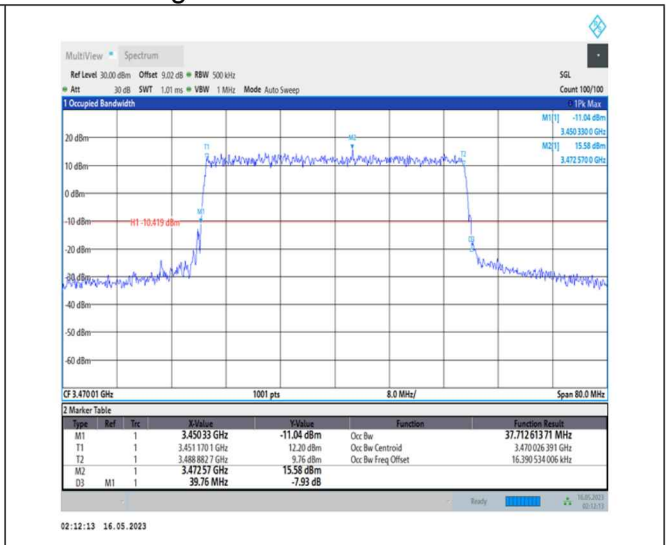 MultiView Spectrum
Ref Level 30.00 dBm Offset 9.02 dB RBW 500 kHz SGL
Att 30 dB SWT 1.01 ms VBW 1 MHz Mode Auto Sweep Count 100/100
1 Occupied Bandwidth 1Pk Max
M1[1] -11.04 dBm
3.450 330 0 GHz
M2[1] 15.58 dBm
3.472 570 0 GHz
20 dBm
M2
T1
T2
10 dBm
0 dBm
M1
-10 dBm H1 -10.419 dBm
D3
-20 dBm
-30 dBm
-40 dBm
-50 dBm
-60 dBm
CF 3.470 01 GHz 1001 pts 8.0 MHz/ Span 80.0 MHz
2 Marker Table
Type Ref Trc X-Value Y-Value Function Function Result
M1 1 3.450 33 GHz -11.04 dBm Occ Bw 37.712 613 71 MHz
T1 1 3.451 170 1 GHz 12.20 dBm Occ Bw Centroid 3.470 026 391 GHz
T2 1 3.488 882 7 GHz 9.76 dBm Occ Bw Freq Offset 16.390 534 006 kHz
M2 1 3.472 57 GHz 15.58 dBm
D3 M1 1 39.76 MHz -7.93 dB
Ready 16.05.2023
02:12:13
02:12:13 16.05.2023